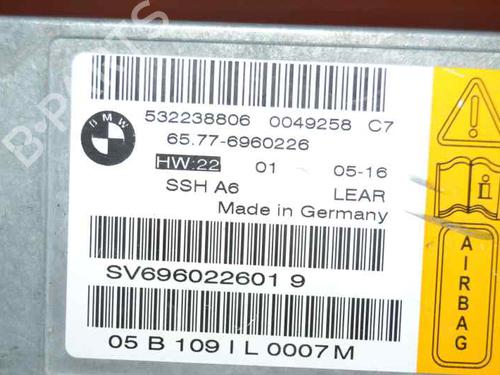 BMW
532238806 0049258 C7
65.77-6960226
HW:22 01 05-16
SSH A6 LEAR
Made in Germany
SV696022601 9
05 B 109 I L 0007 M
AIRBAG
B PARTS